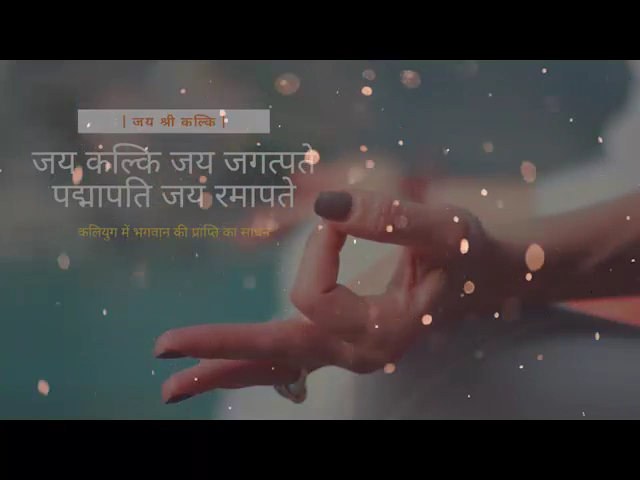 | जय श्री कल्कि |
जय कल्कि जय जगत्पते
पद्मापति जय रमापते
कलियुग में भगवान की प्राप्ति का साधन